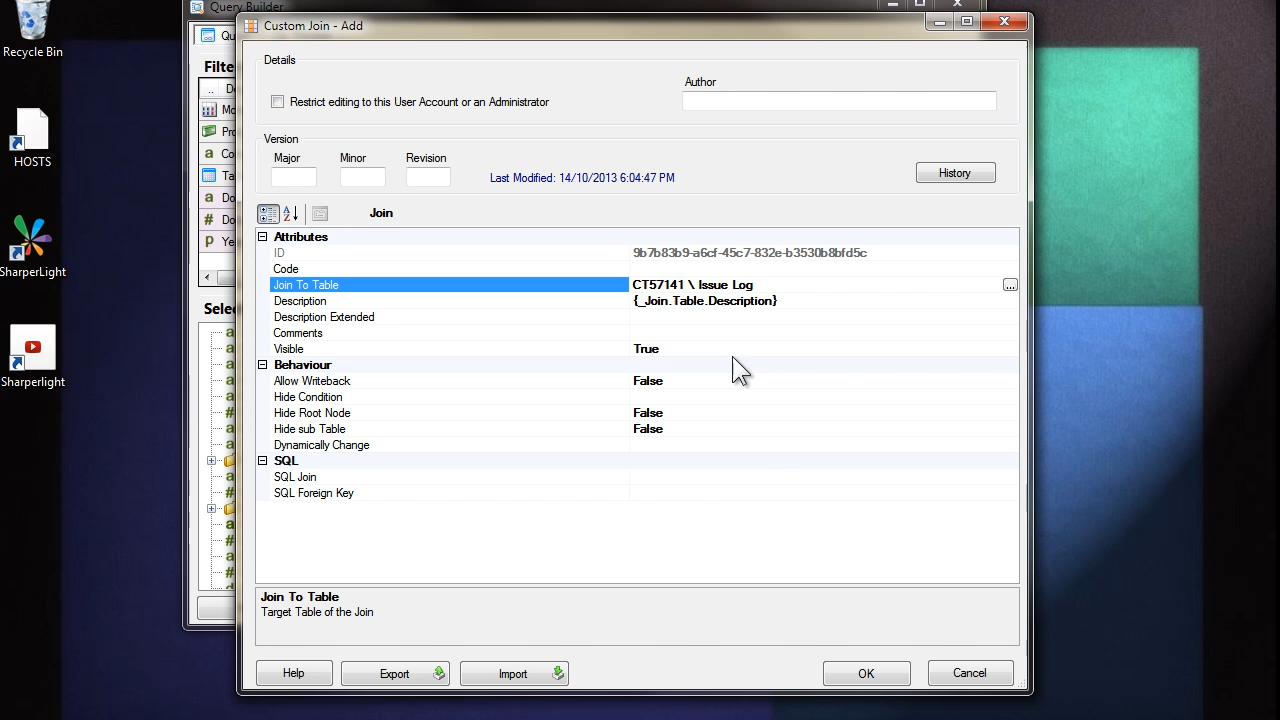 Recycle Bin
HOSTS
SharperLight
Sharperlight
Query Builder
Custom Join - Add
Details
Restrict editing to this User Account or an Administrator
Author
Version
Major
Minor
Revision
Last Modified: 14/10/2013 6:04:47 PM
History
Join
Attributes
ID 9b7b83b9-a6cf-45c7-832e-b3530b8bfd5c
Code
Join To Table CT57141 \ Issue Log ...
Description {_Join.Table.Description}
Description Extended
Comments
Visible True
Behaviour
Allow Writeback False
Hide Condition
Hide Root Node False
Hide sub Table False
Dynamically Change
SQL
SQL Join
SQL Foreign Key
Join To Table
Target Table of the Join
Help
Export
Import
OK
Cancel